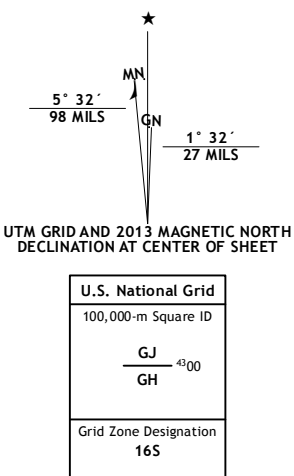 ★
MN
GN
5° 32´
98 MILS
1° 32´
27 MILS
UTM GRID AND 2013 MAGNETIC NORTH
DECLINATION AT CENTER OF SHEET
U.S. National Grid
100,000-m Square ID
GJ
4300
GH
Grid Zone Designation
16S